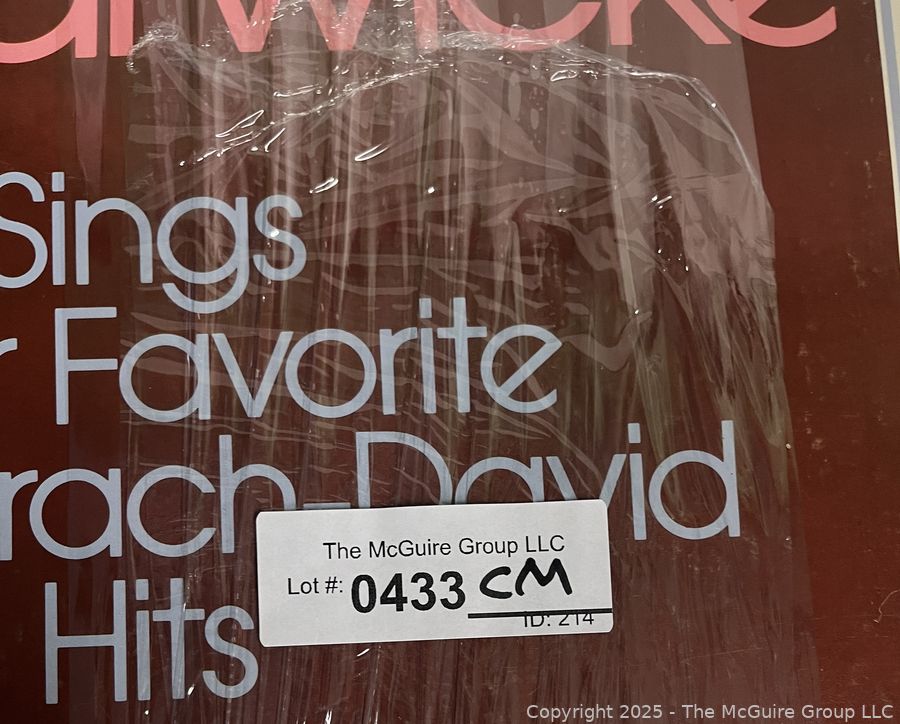 arwicke
Sings
r Favorite
rach-David
Hits
The McGuire Group LLC
Lot #: 0433 CM
ID: 214
Copyright 2025 - The McGuire Group LLC